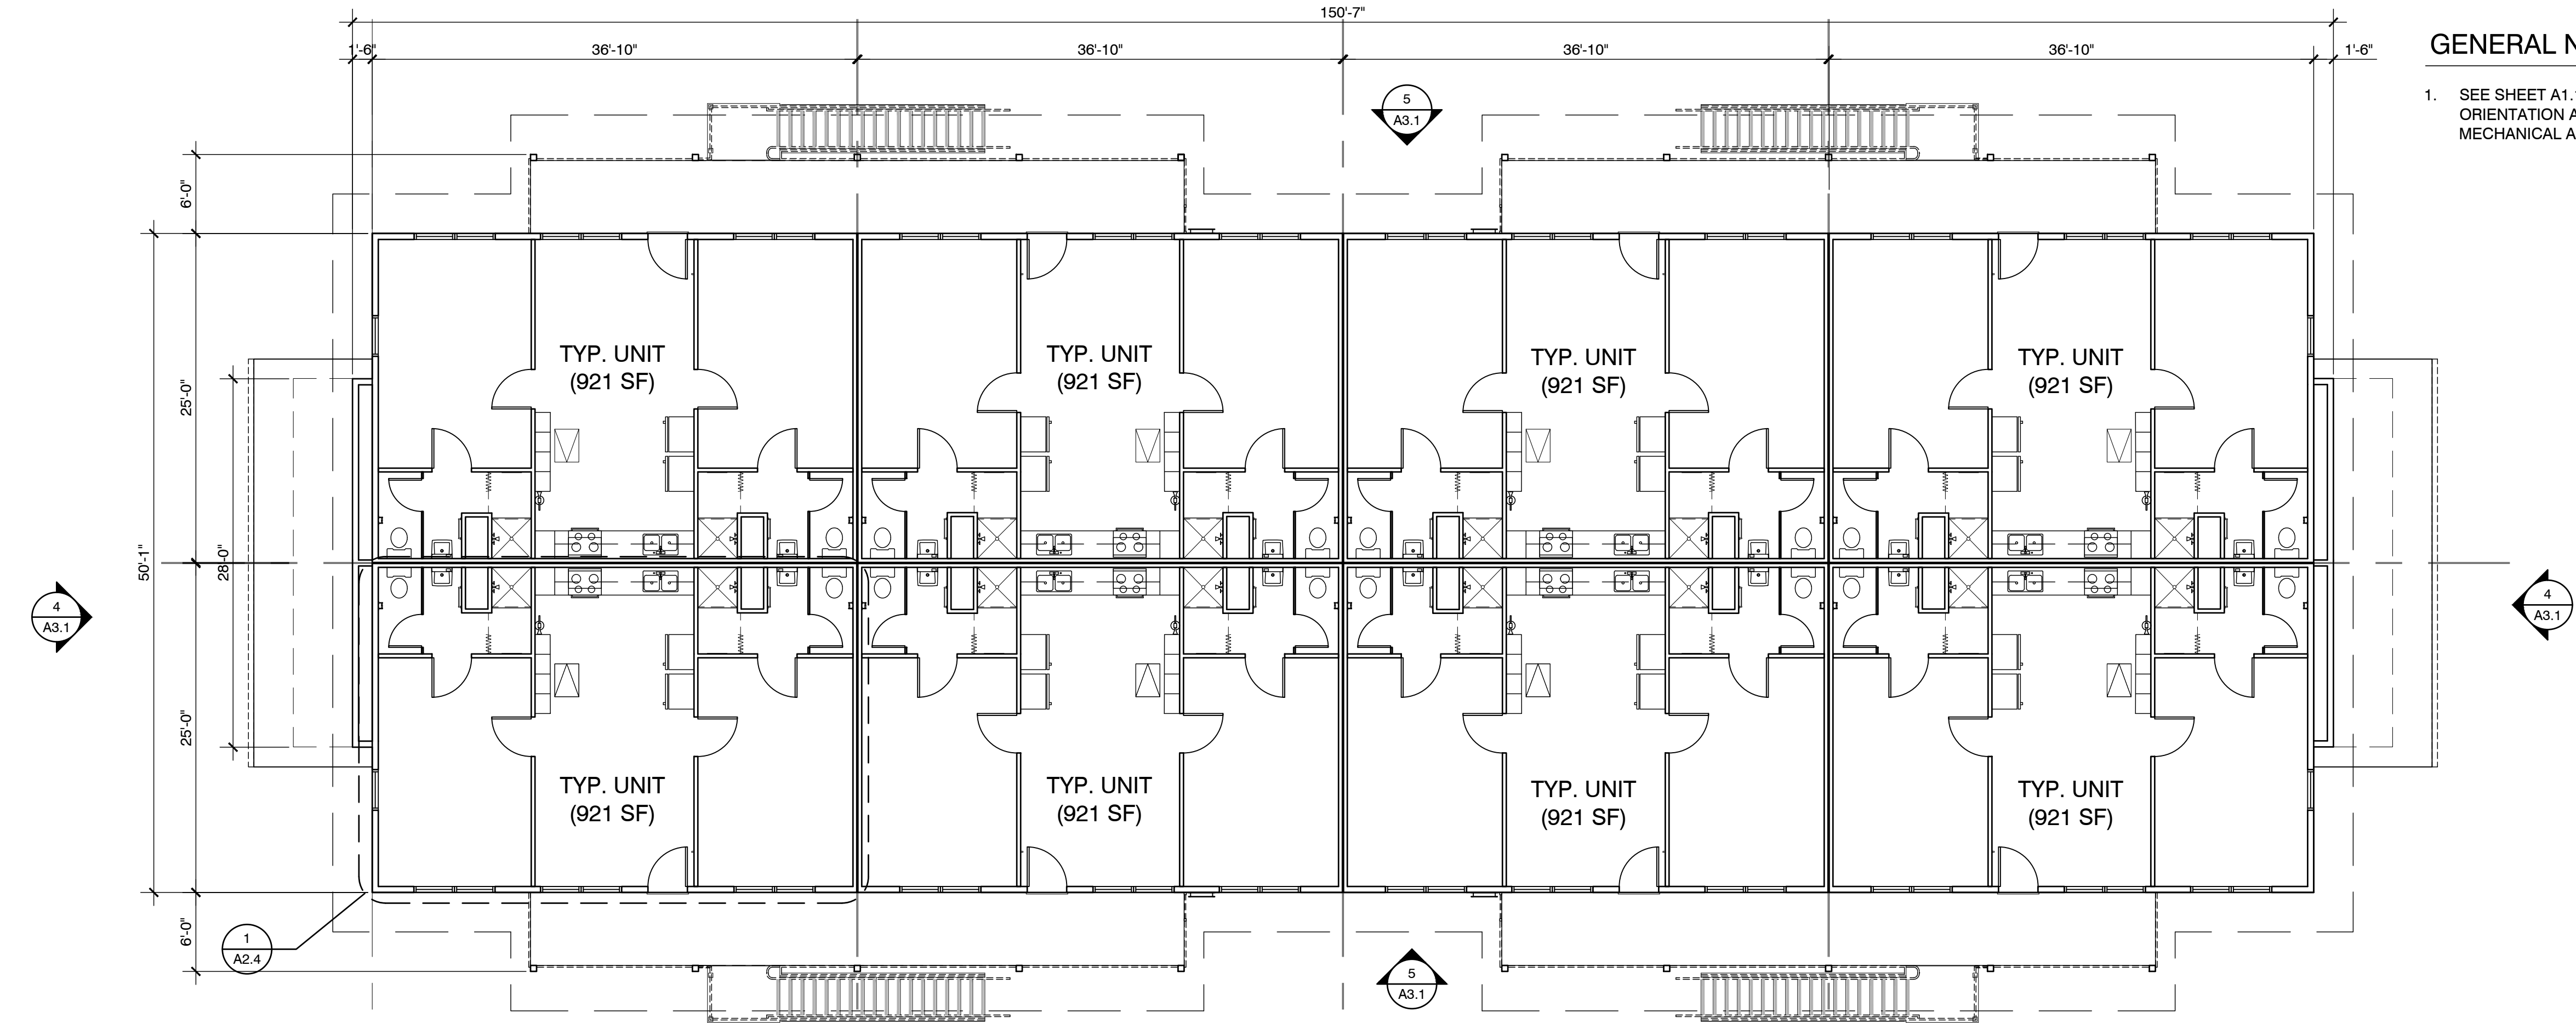 150'-7"
1'-6"
36'-10"
36'-10"
36'-10"
36'-10"
1'-6"
GENERAL N
1. SEE SHEET A1.1
ORIENTATION A
MECHANICAL A
5
A3.1
6'-0"
25'-0"
50'-1"
28'-0"
25'-0"
6'-0"
TYP. UNIT
(921 SF)
TYP. UNIT
(921 SF)
TYP. UNIT
(921 SF)
TYP. UNIT
(921 SF)
4
A3.1
4
A3.1
TYP. UNIT
(921 SF)
TYP. UNIT
(921 SF)
TYP. UNIT
(921 SF)
TYP. UNIT
(921 SF)
1
A2.4
5
A3.1